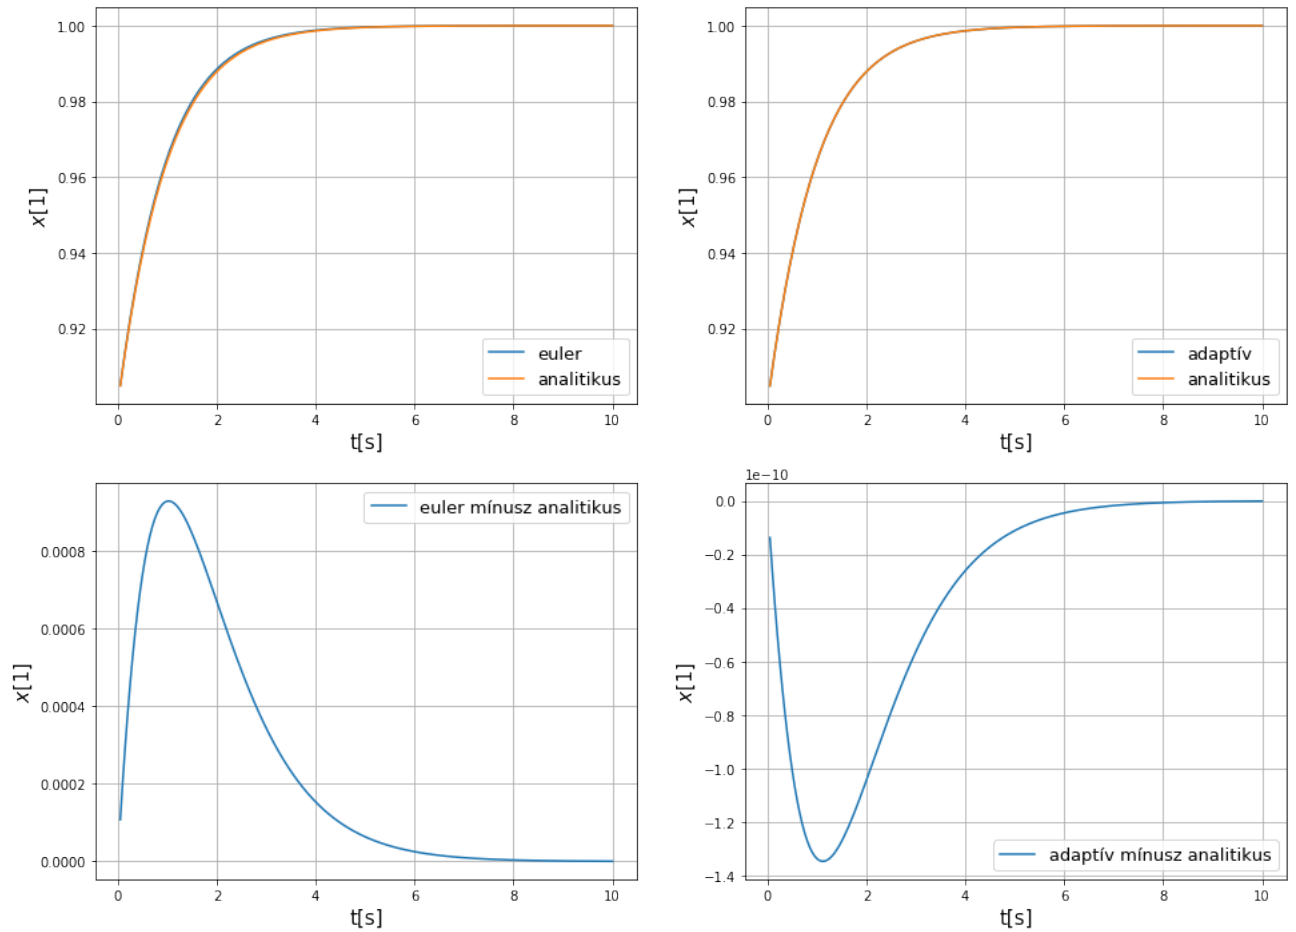 1.00
0.98
0.96
0.94
0.92
x[1]
0 2 4 6 8 10
t[s]
euler
analitikus
1.00
0.98
0.96
0.94
0.92
x[1]
0 2 4 6 8 10
t[s]
adaptív
analitikus
0.0008
0.0006
0.0004
0.0002
0.0000
x[1]
0 2 4 6 8 10
t[s]
euler mínusz analitikus
1e−10
0.0
−0.2
−0.4
−0.6
−0.8
−1.0
−1.2
−1.4
x[1]
0 2 4 6 8 10
t[s]
adaptív mínusz analitikus